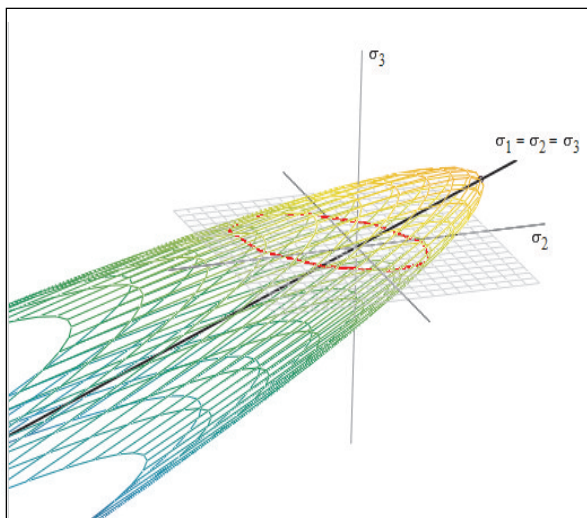 σ3
σ1 = σ2 = σ3
σ2